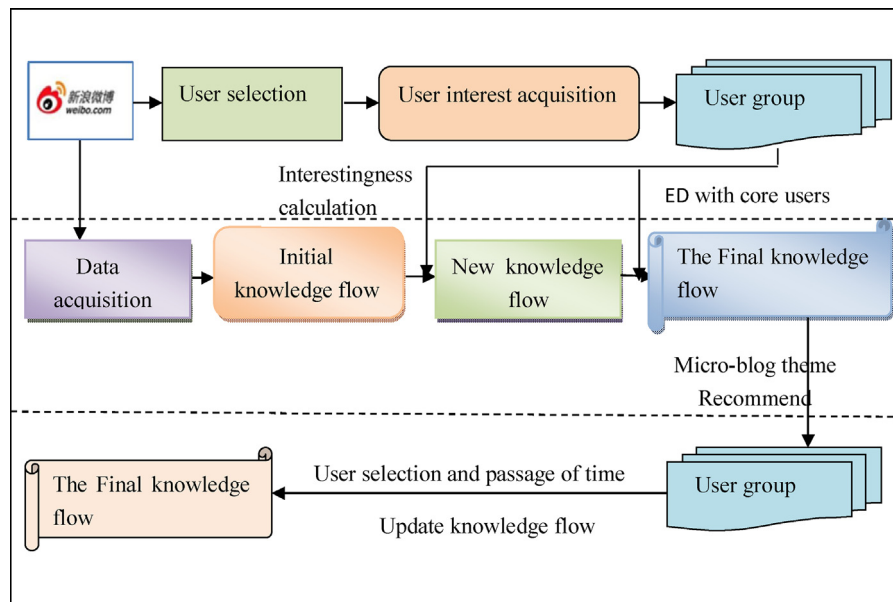 新浪微博
weibo.com
User selection
User interest acquisition
User group
Interestingness
calculation
ED with core users
Data
acquisition
Initial
knowledge flow
New knowledge
flow
The Final knowledge
flow
Micro-blog theme
Recommend
The Final knowledge
flow
User selection and passage of time
Update knowledge flow
User group